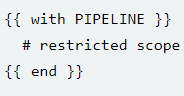 {{ with PIPELINE }}
  # restricted scope
{{ end }}